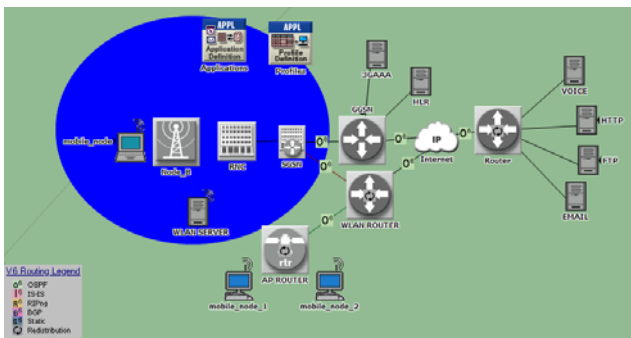 APPL
Application
Definition
Applications
APPL
Profile
Definition
Profiles
3GAAA
HLR
GGSN
VOICE
HTTP
FTP
EMAIL
IP
Internet
Router
mobile_node
Node_B
RNC
SGSN
WLAN SERVER
WLAN ROUTER
rtr
AP ROUTER
mobile_node_1
mobile_node_2
V6 Routing Legend
OSPF
IS-IS
RIPng
BGP
Static
Redistribution